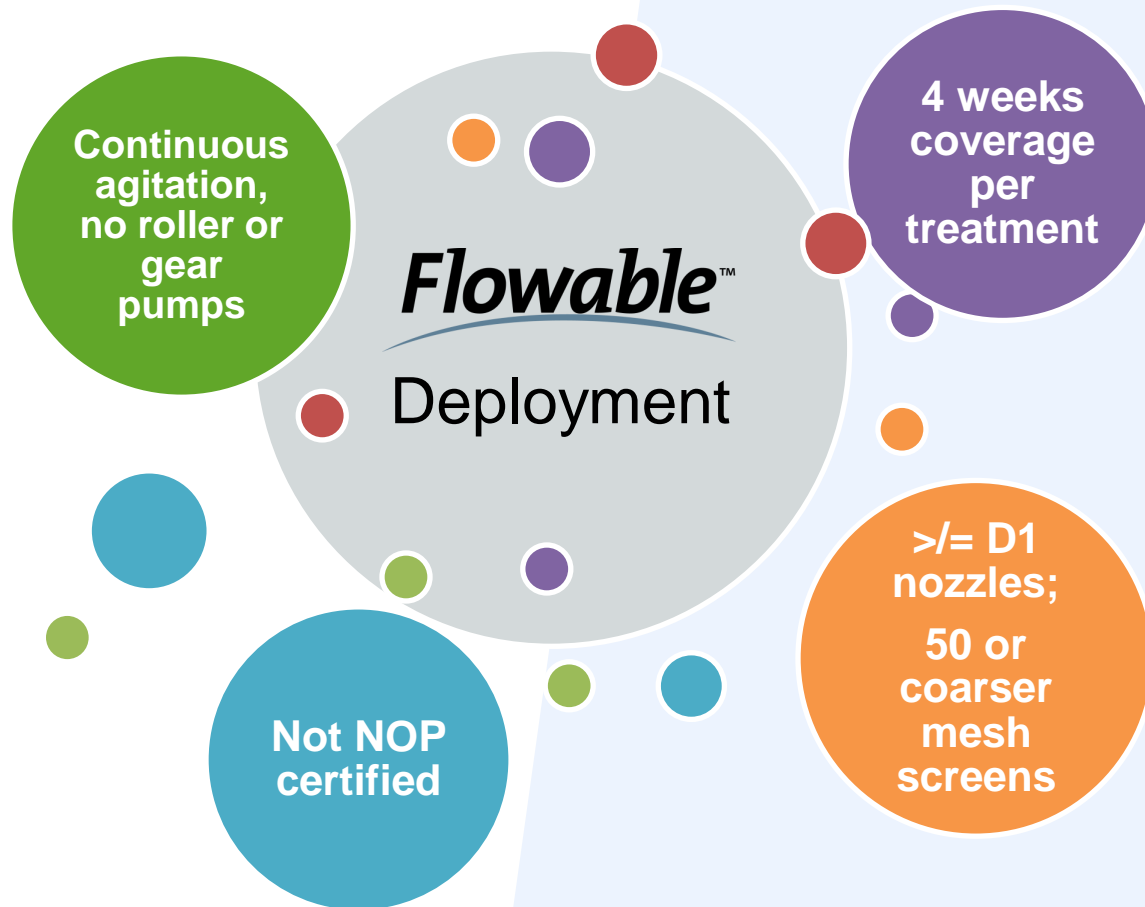 Continuous
agitation,
no roller or
gear
pumps
4 weeks
coverage
per
treatment
Flowable™
Deployment
>/= D1
nozzles;
50 or
coarser
mesh
screens
Not NOP
certified